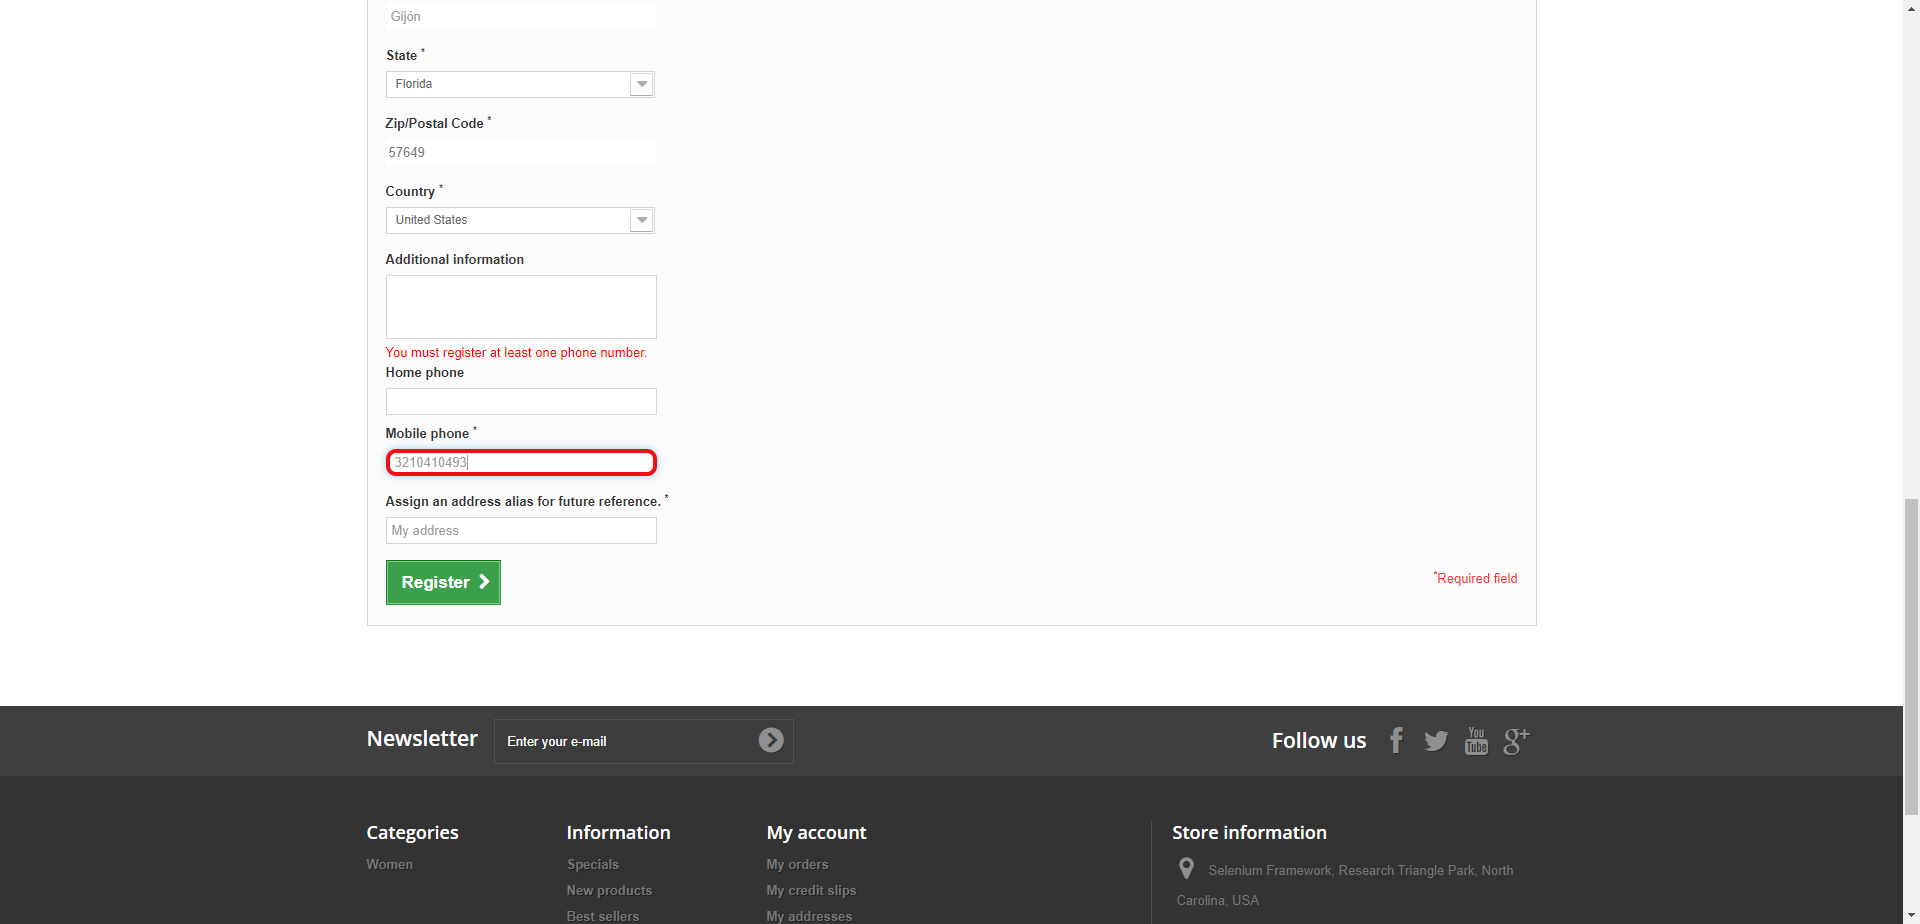 Gijón
State *
Florida
Zip/Postal Code *
57649
Country *
United States
Additional information
You must register at least one phone number.
Home phone
Mobile phone *
3210410493
Assign an address alias for future reference. *
My address
Register
*Required field
Newsletter
Enter your e-mail
Follow us
You
Tube
g+
Categories
Women
Information
Specials
New products
Best sellers
My account
My orders
My credit slips
My addresses
Store information
Selenium Framework, Research Triangle Park, North
Carolina, USA